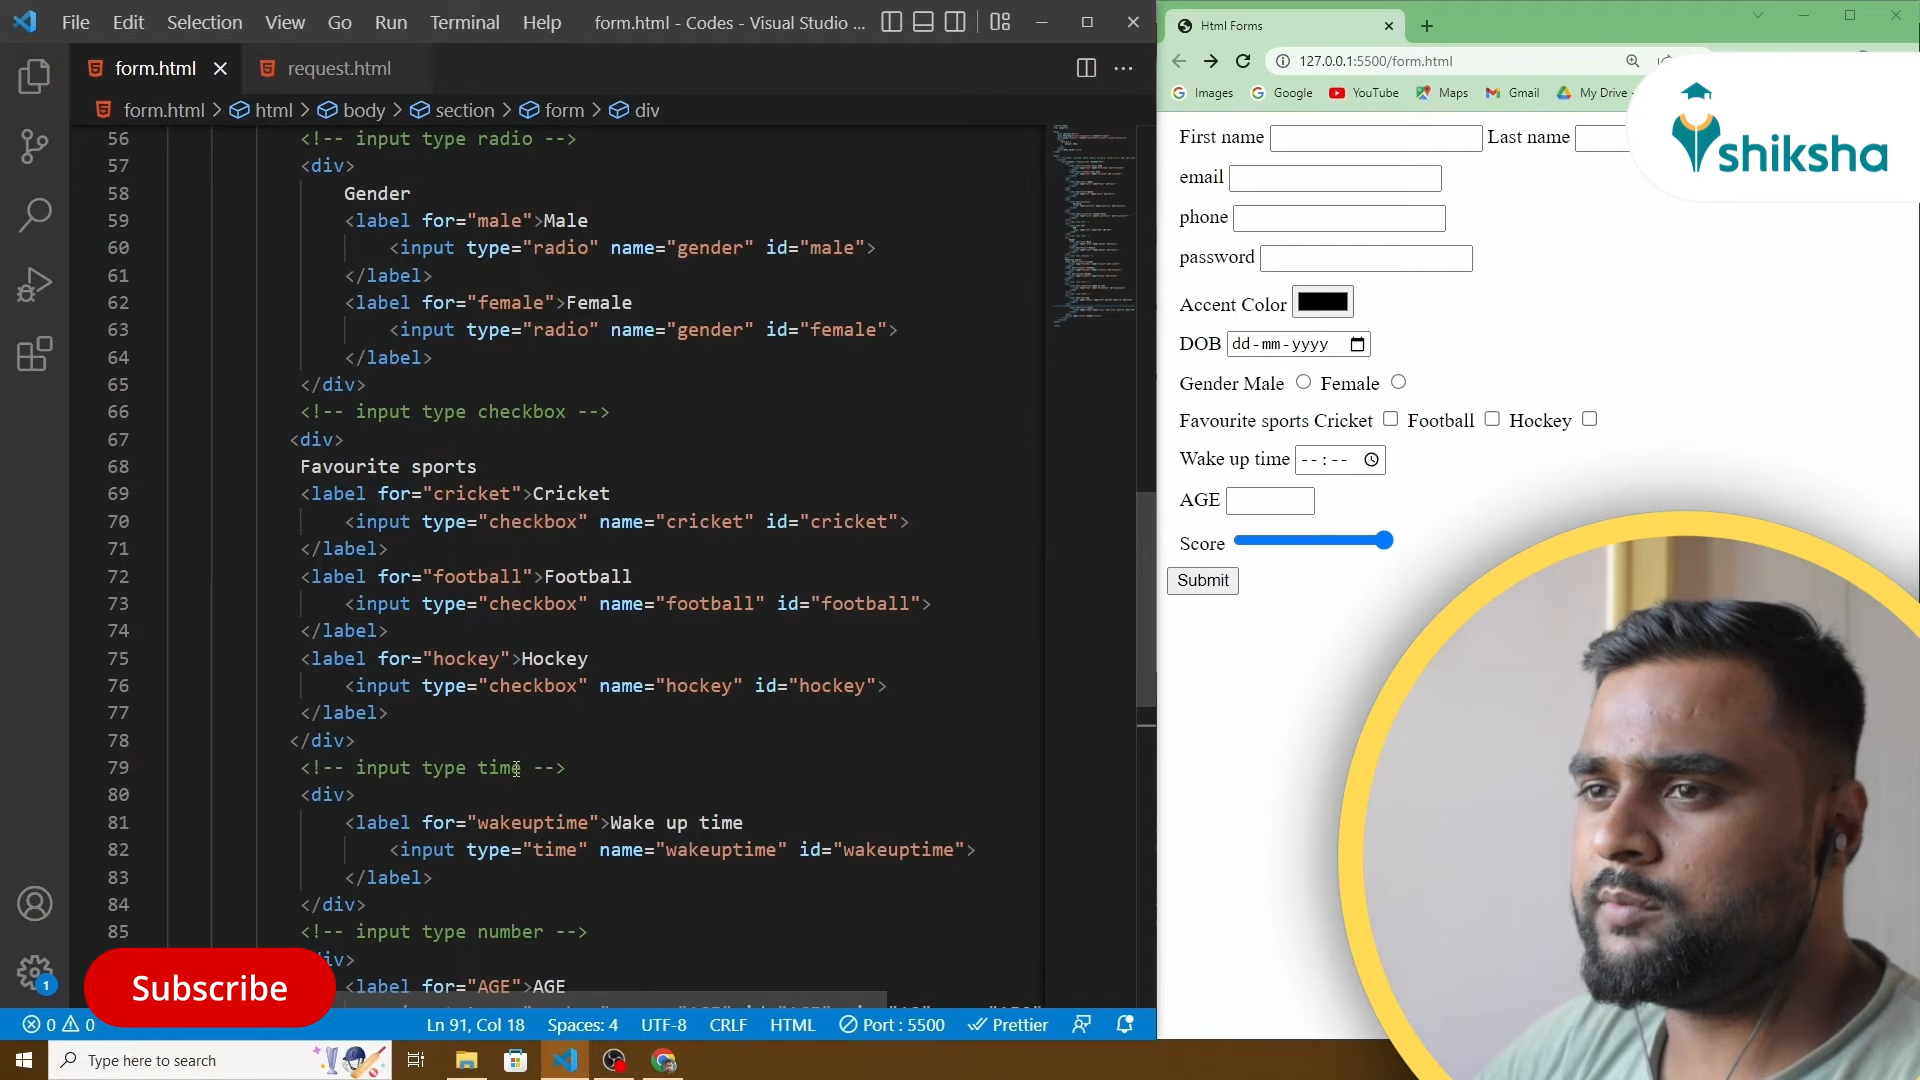 File Edit Selection View Go Run Terminal Help form.html - Codes - Visual Studio ...
form.html request.html
form.html > html > body > section > form > div
56 <!-- input type radio -->
57 <div>
58 Gender
59 <label for="male">Male
60 <input type="radio" name="gender" id="male">
61 </label>
62 <label for="female">Female
63 <input type="radio" name="gender" id="female">
64 </label>
65 </div>
66 <!-- input type checkbox -->
67 <div>
68 Favourite sports
69 <label for="cricket">Cricket
70 <input type="checkbox" name="cricket" id="cricket">
71 </label>
72 <label for="football">Football
73 <input type="checkbox" name="football" id="football">
74 </label>
75 <label for="hockey">Hockey
76 <input type="checkbox" name="hockey" id="hockey">
77 </label>
78 </div>
79 <!-- input type time -->
80 <div>
81 <label for="wakeuptime">Wake up time
82 <input type="time" name="wakeuptime" id="wakeuptime">
83 </label>
84 </div>
85 <!-- input type number -->
iv>
<label for="AGE">AGE
Subscribe
1
0 0 Ln 91, Col 18 Spaces: 4 UTF-8 CRLF HTML Port : 5500 Prettier
Type here to search
Html Forms
127.0.0.1:5500/form.html
Images Google YouTube Maps Gmail My Drive -
shiksha
First name Last name
email
phone
password
Accent Color
DOB dd-mm-yyyy
Gender Male Female
Favourite sports Cricket Football Hockey
Wake up time --:--
AGE
Score
Submit